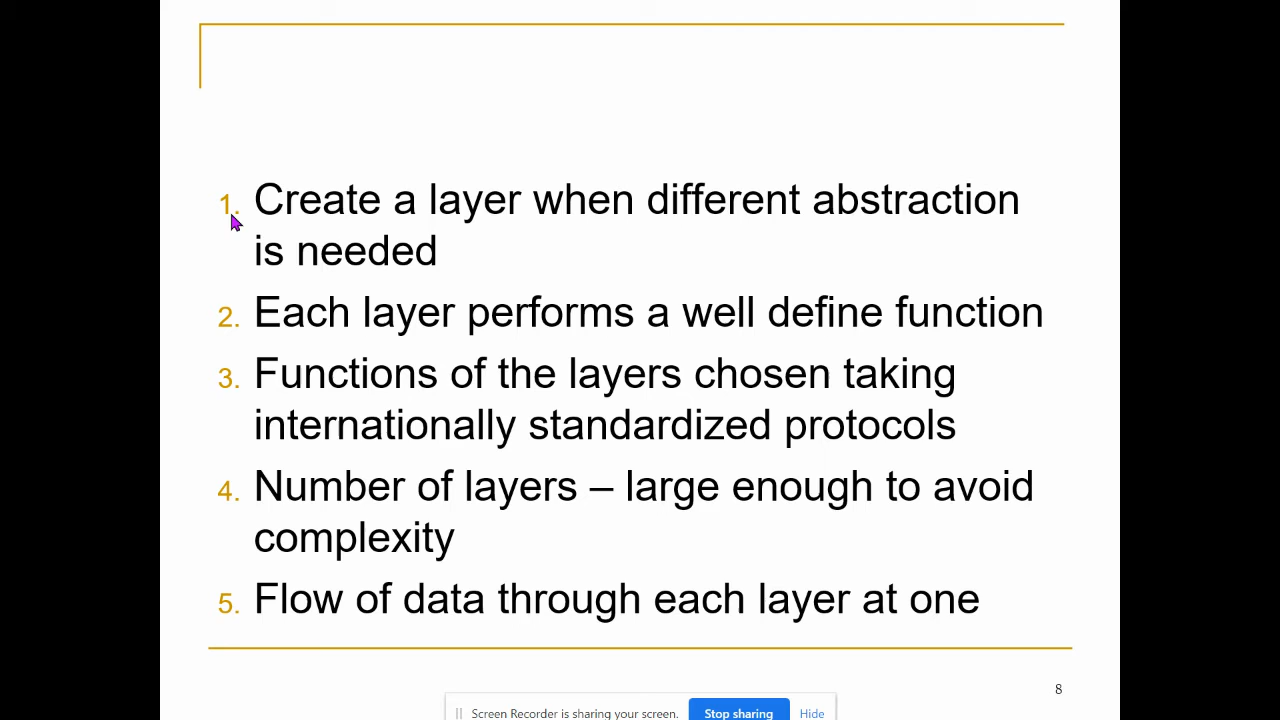 1. Create a layer when different abstraction
is needed
2. Each layer performs a well define function
3. Functions of the layers chosen taking
internationally standardized protocols
4. Number of layers – large enough to avoid
complexity
5. Flow of data through each layer at one
8
Screen Recorder is sharing your screen. Stop sharing Hide